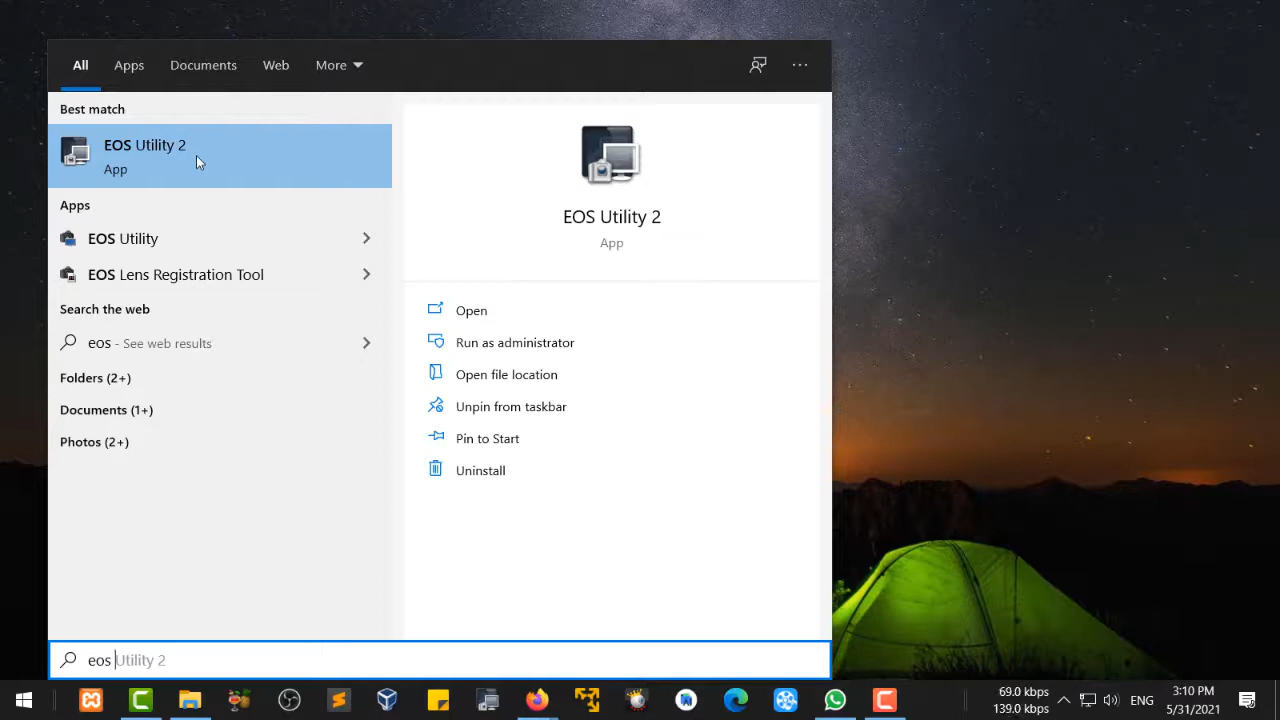 All Apps Documents Web More
Best match
EOS Utility 2
App
Apps
EOS Utility
EOS Lens Registration Tool
Search the web
eos - See web results
Folders (2+)
Documents (1+)
Photos (2+)
EOS Utility 2
App
Open
Run as administrator
Open file location
Unpin from taskbar
Pin to Start
Uninstall
eos Utility 2
69.0 kbps
139.0 kbps
ENG
3:10 PM
5/31/2021